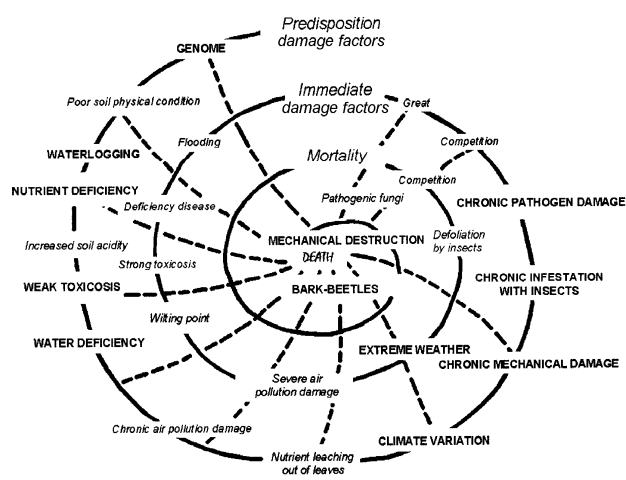 Predisposition
damage factors
GENOME
Immediate
damage factors
Great
Poor soil physical condition
Flooding
Competition
WATERLOGGING
Mortality
NUTRIENT DEFICIENCY
Competition
Pathogenic fungi
CHRONIC PATHOGEN DAMAGE
Deficiency disease
Increased soil acidity
MECHANICAL DESTRUCTION
Defoliation
by insects
DEATH
Strong toxicosis
CHRONIC INFESTATION
WITH INSECTS
WEAK TOXICOSIS
BARK-BEETLES
Wilting point
WATER DEFICIENCY
EXTREME WEATHER
CHRONIC MECHANICAL DAMAGE
Severe air
pollution damage
Chronic air pollution damage
CLIMATE VARIATION
Nutrient leaching
out of leaves